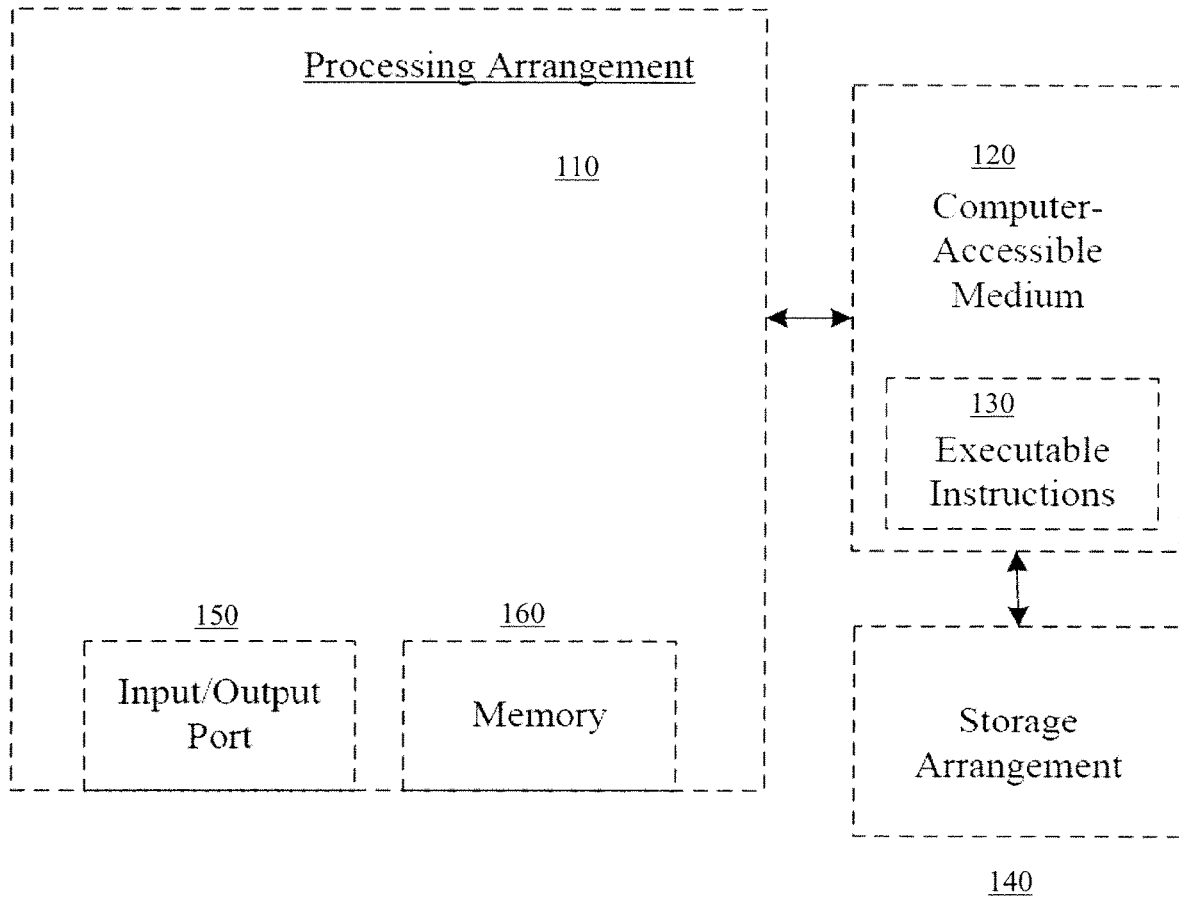 Processing Arrangement
110
120
Computer-
Accessible
Medium
130
Executable
Instructions
150
Input/Output
Port
160
Memory
Storage
Arrangement
140